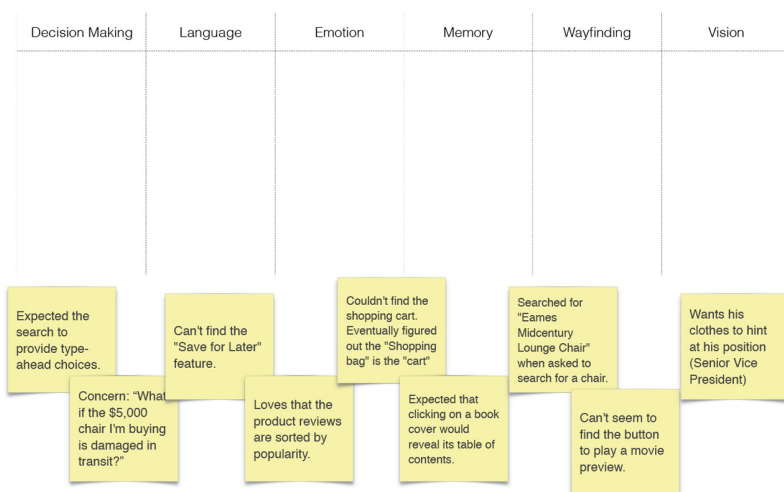 Decision Making
Language
Emotion
Memory
Wayfinding
Vision
Expected the
search to
provide type-
ahead choices.
Concern: “What
if the $5,000
chair I'm buying
is damaged in
transit?”
Can't find the
"Save for Later"
feature.
Loves that the
product reviews
are sorted by
popularity.
Couldn't find the
shopping cart.
Eventually figured
out the "Shopping
bag" is the "cart"
Expected that
clicking on a book
cover would
reveal its table of
contents.
Searched for
"Eames
Midcentury
Lounge Chair"
when asked to
search for a chair.
Can't seem to
find the button
to play a movie
preview.
Wants his
clothes to hint
at his position
(Senior Vice
President)